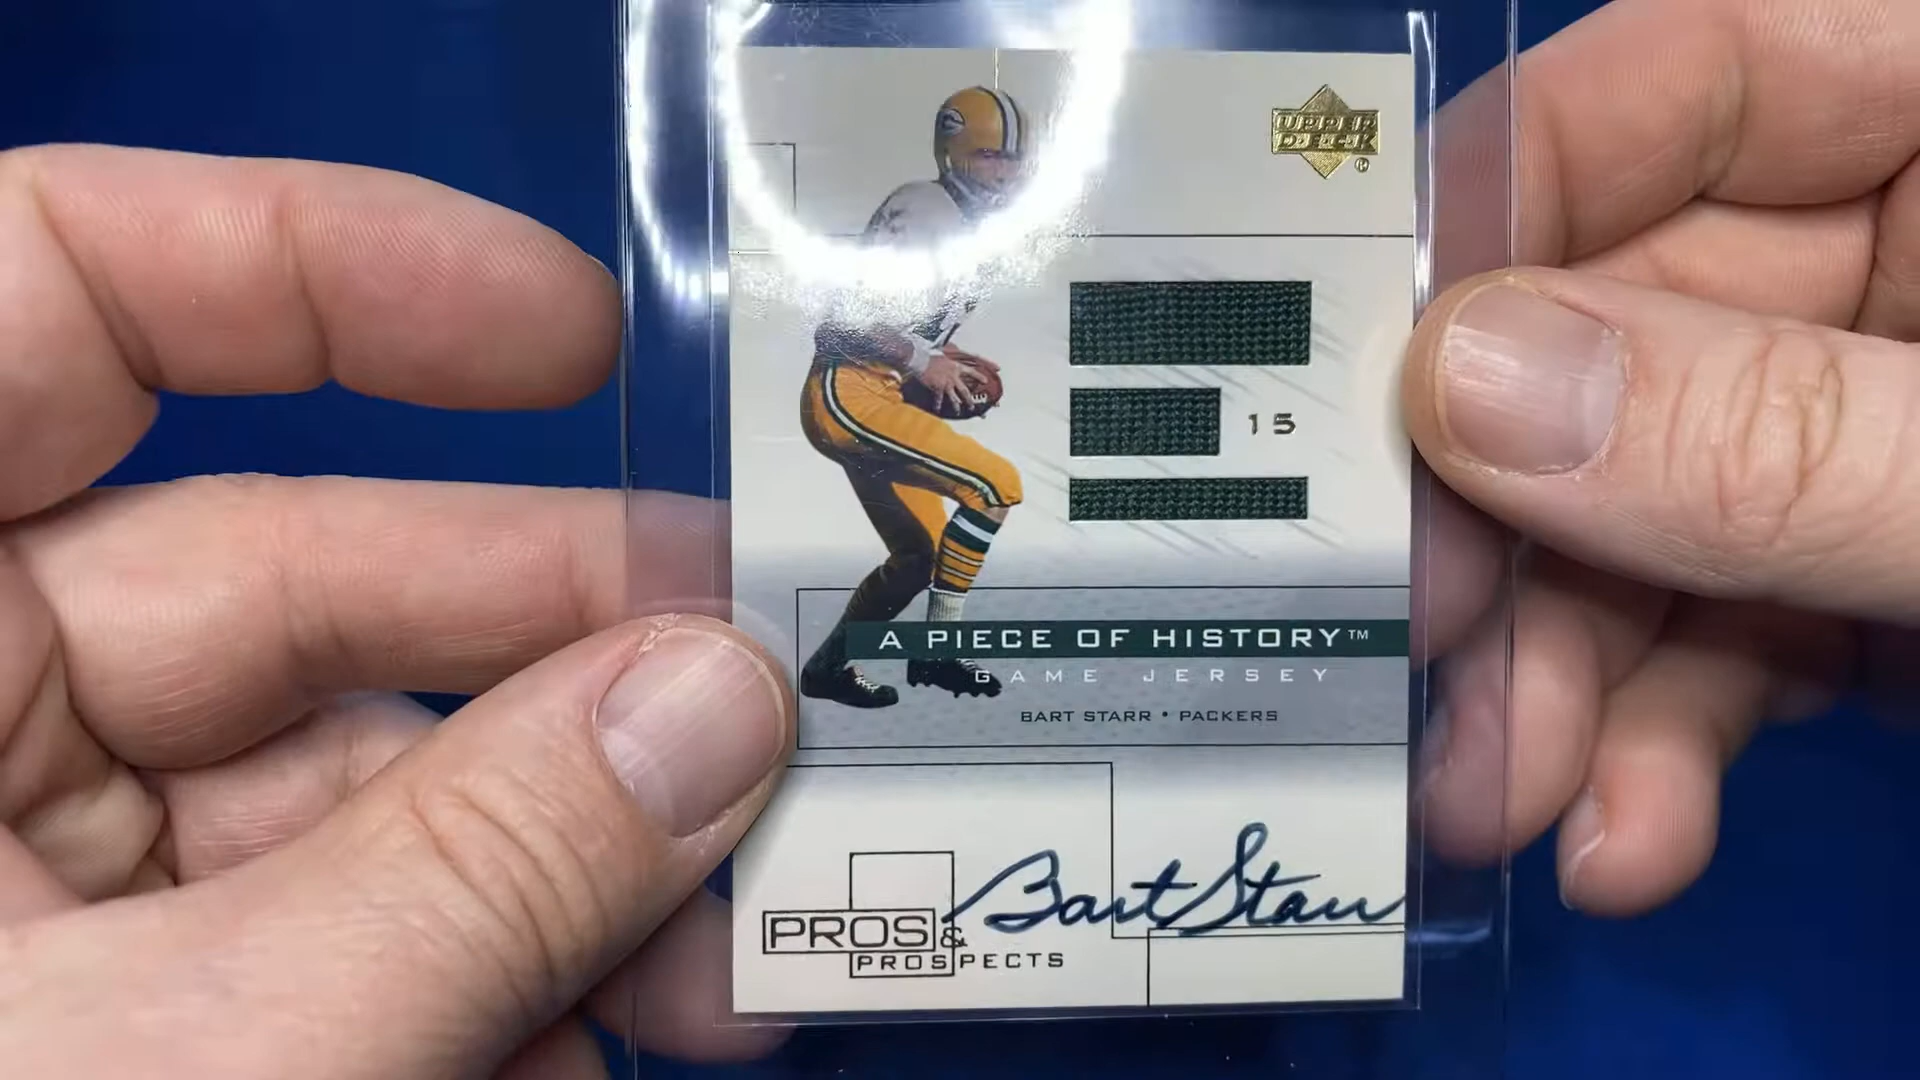 UPPER
DECK
®
15
A PIECE OF HISTORY™
GAME JERSEY
BART STARR • PACKERS
Bart Starr
PROS &
PROSPECTS